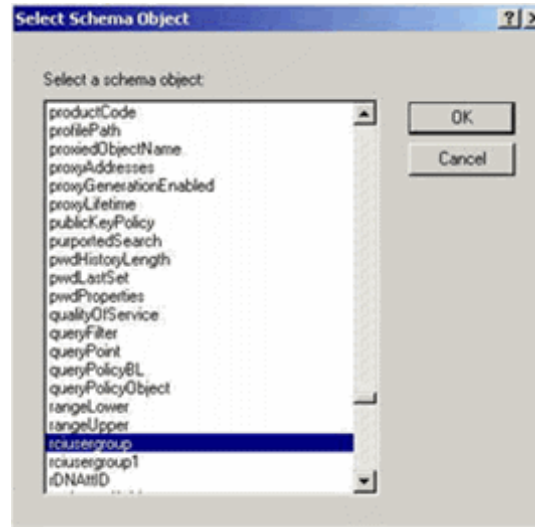 Select Schema Object
Select a schema object:
productCode
profilePath
proxiedObjectName
proxyAddresses
proxyGenerationEnabled
proxyLifetime
publicKeyPolicy
purportedSearch
pwdHistoryLength
pwdLastSet
pwdProperties
qualityOfService
queryFilter
queryPoint
queryPolicyBL
queryPolicyObject
rangeLower
rangeUpper
rciusergroup
rciusergroup1
rDNAttID
OK
Cancel